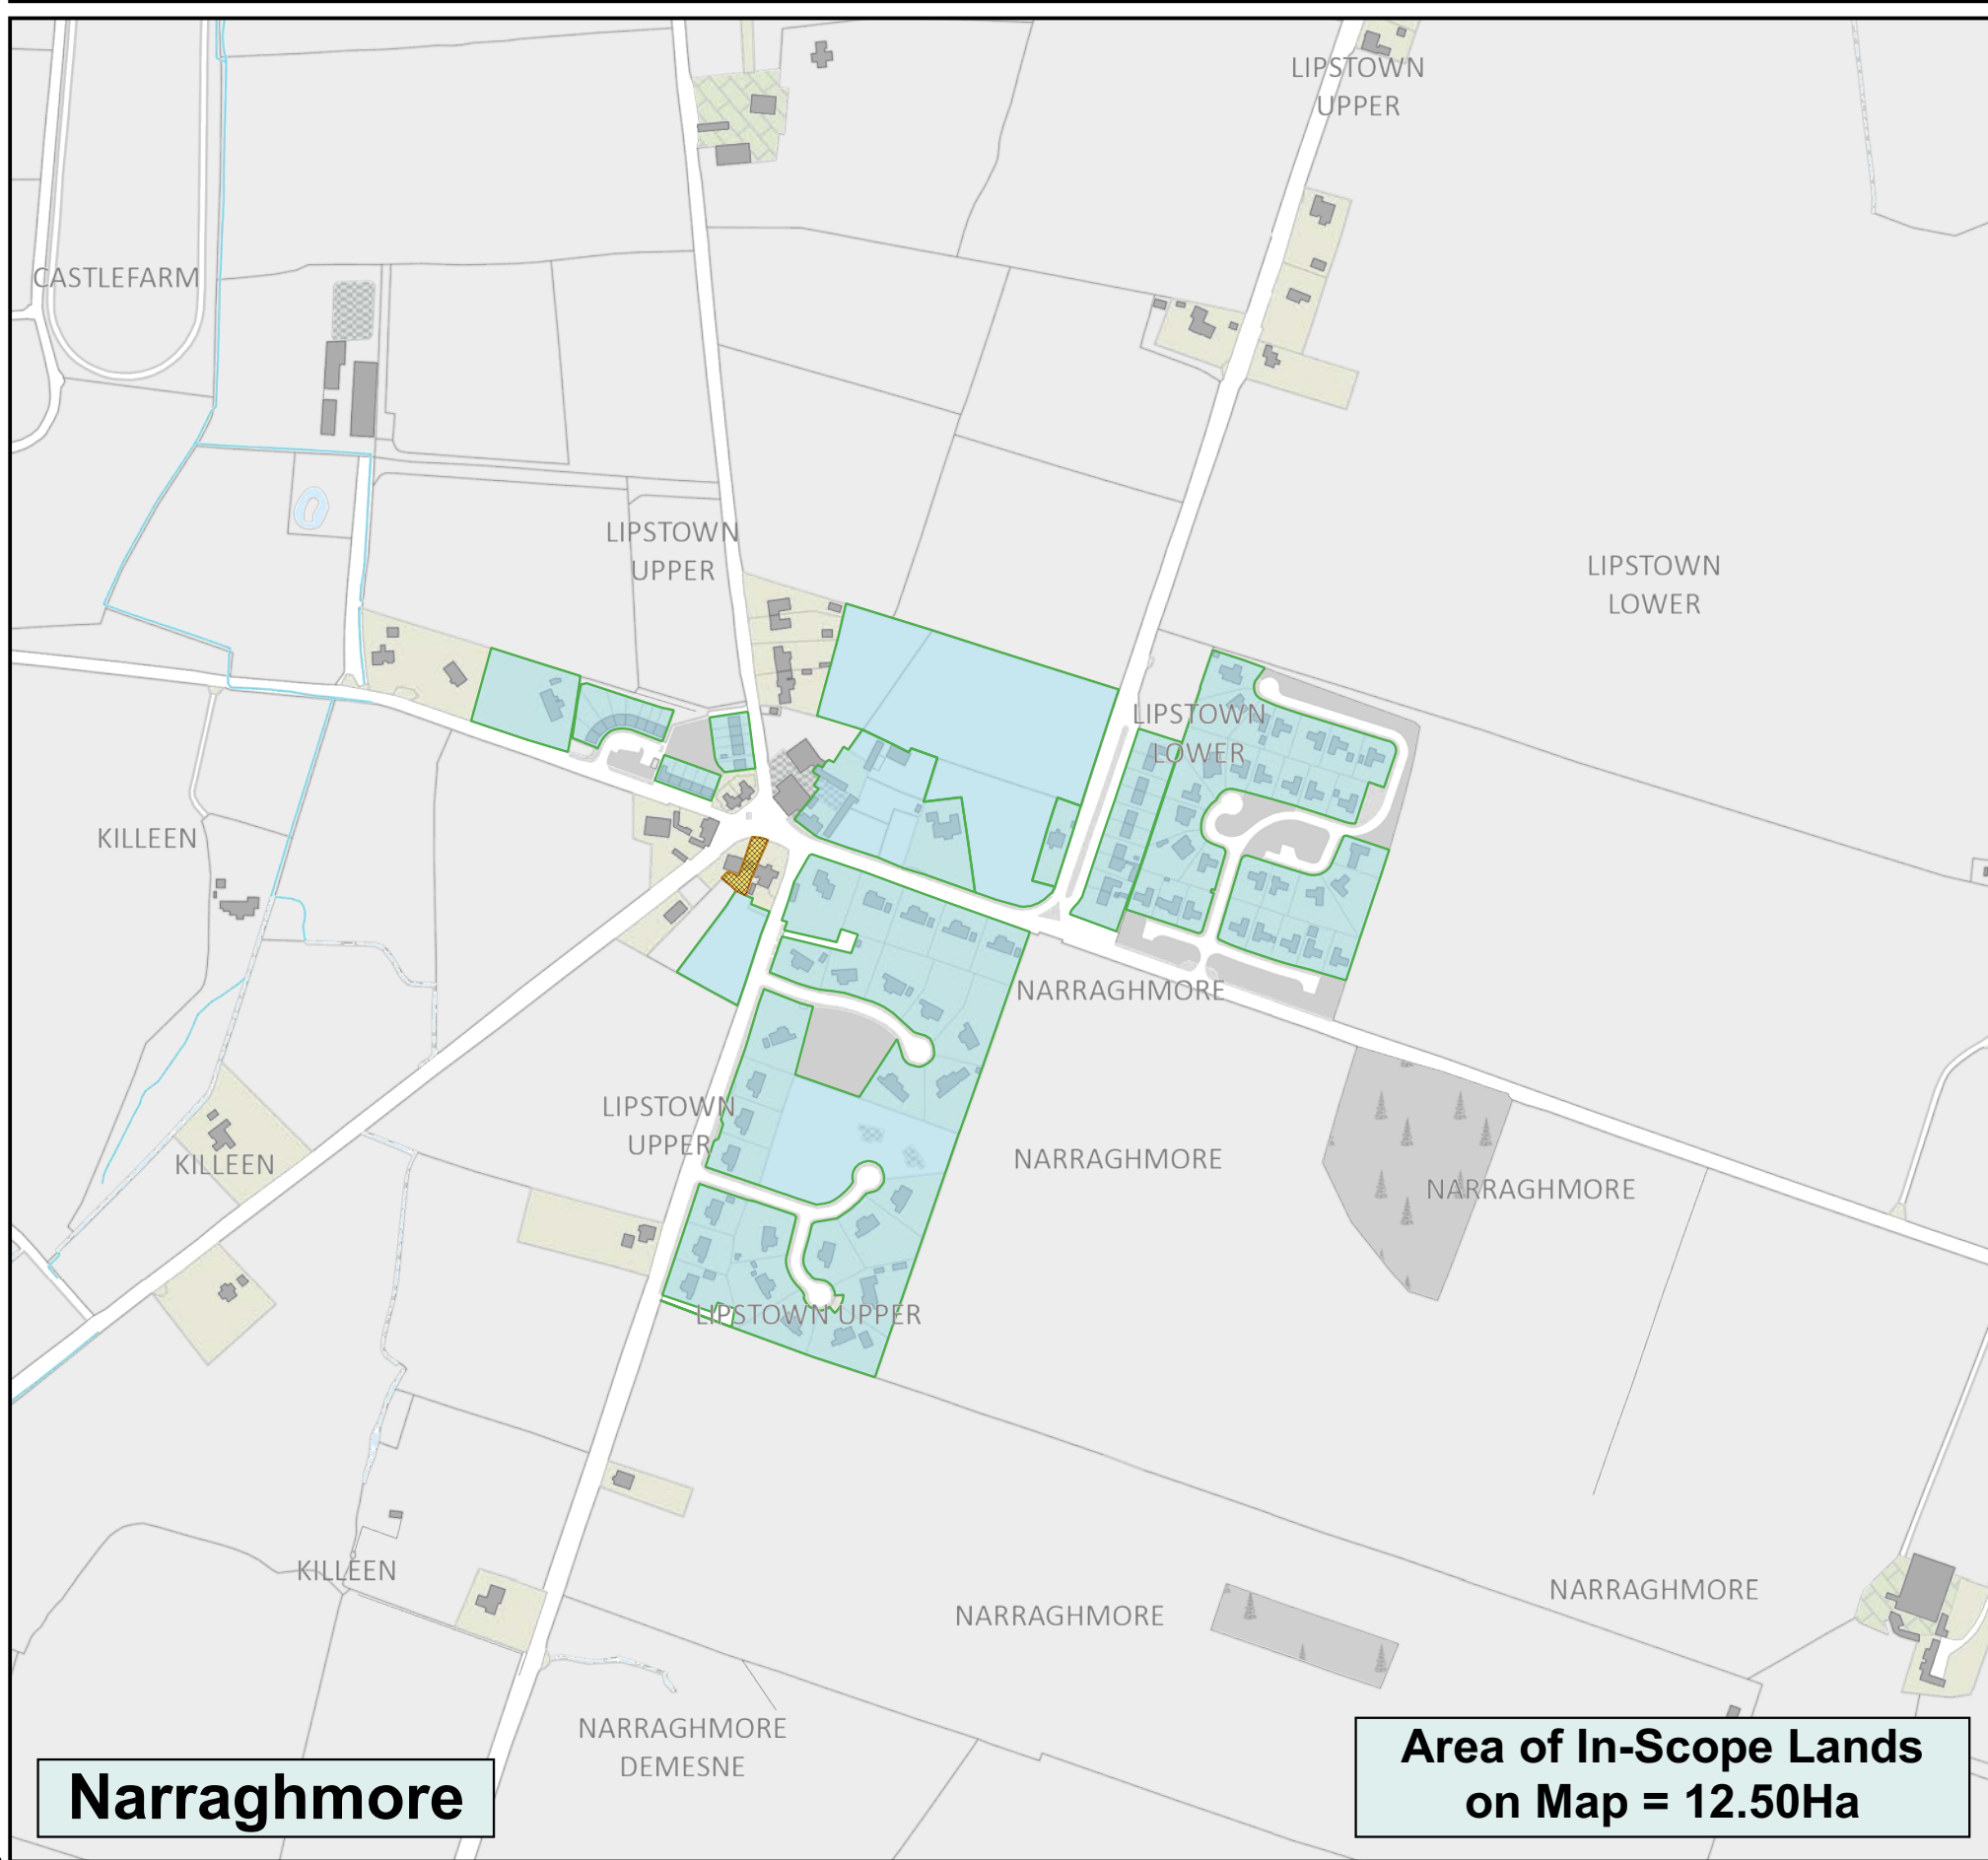 LIPSTOWN
UPPER
CASTLEFARM
LIPSTOWN
UPPER
LIPSTOWN
LOWER
LIPSTOWN
LOWER
KILLEEN
NARRAGHMORE
LIPSTOWN
UPPER
KILLEEN
NARRAGHMORE
NARRAGHMORE
LIPSTOWN UPPER
KILLEEN
NARRAGHMORE
NARRAGHMORE
NARRAGHMORE
DEMESNE
Narraghmore
Area of In-Scope Lands
on Map = 12.50Ha